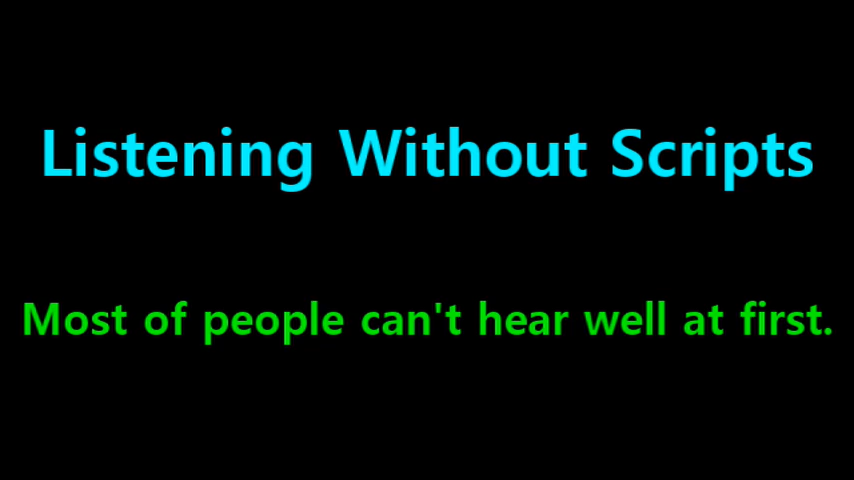 Listening Without Scripts
Most of people can't hear well at first.